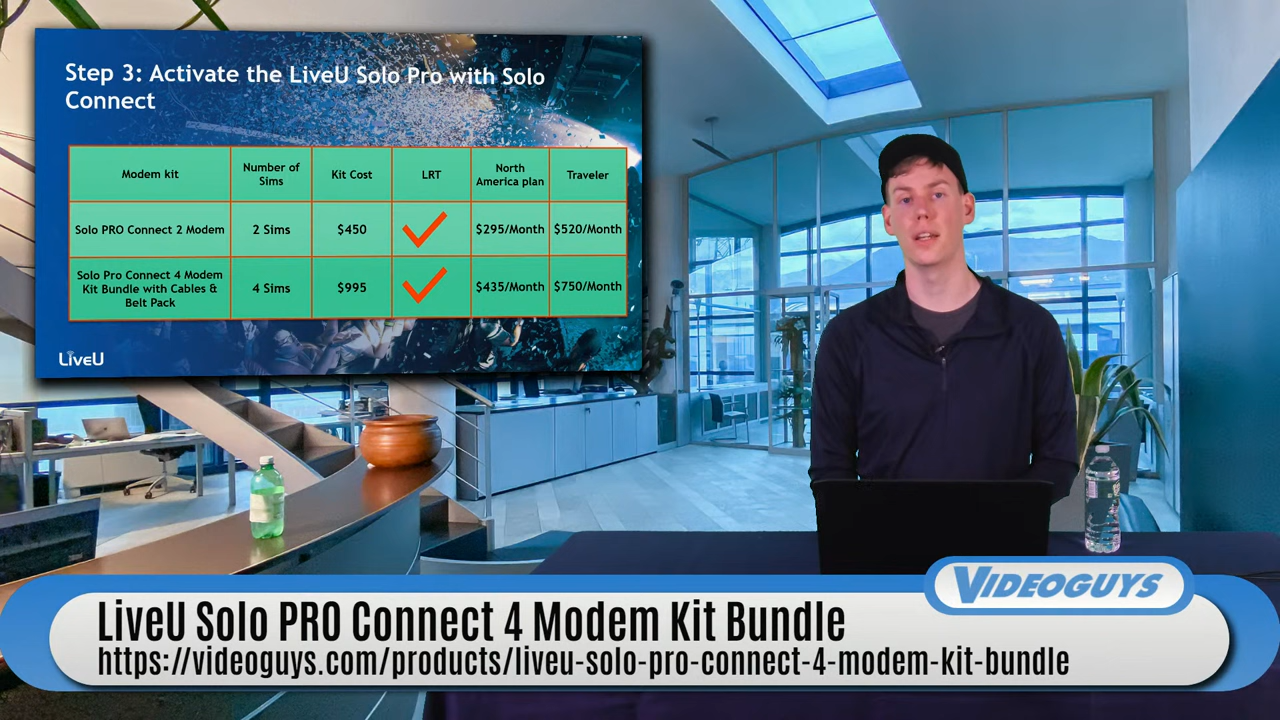 Step 3: Activate the LiveU Solo Pro with Solo
Connect
Modem kit
Number of
Sims
Kit Cost
LRT
North
America plan
Traveler
Solo PRO Connect 2 Modem
2 Sims
$450
$295/Month
$520/Month
Solo Pro Connect 4 Modem
Kit Bundle with Cables &
Belt Pack
4 Sims
$995
$435/Month
$750/Month
LiveU
VIDEOGUYS
LiveU Solo PRO Connect 4 Modem Kit Bundle
https://videoguys.com/products/liveu-solo-pro-connect-4-modem-kit-bundle